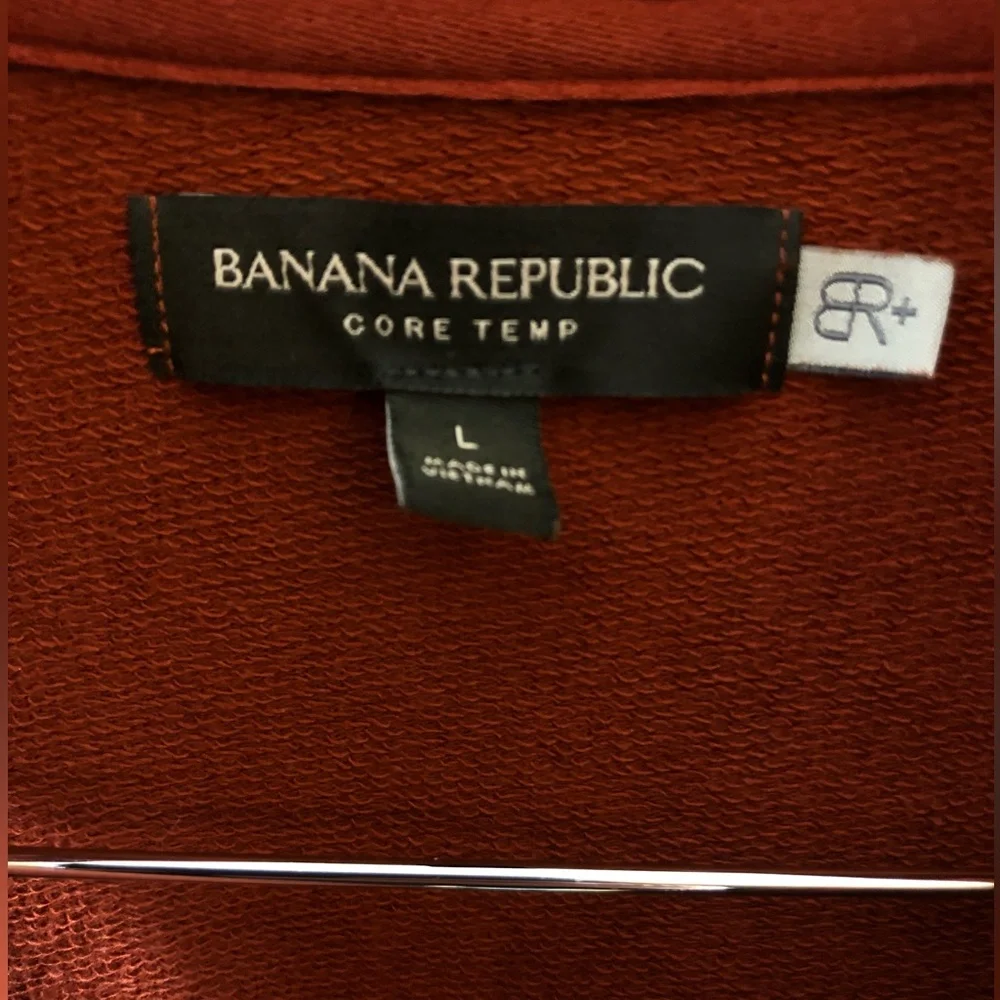 BANANA REPUBLIC
CORE TEMP
BR+
L
MADE IN
VIETNAM